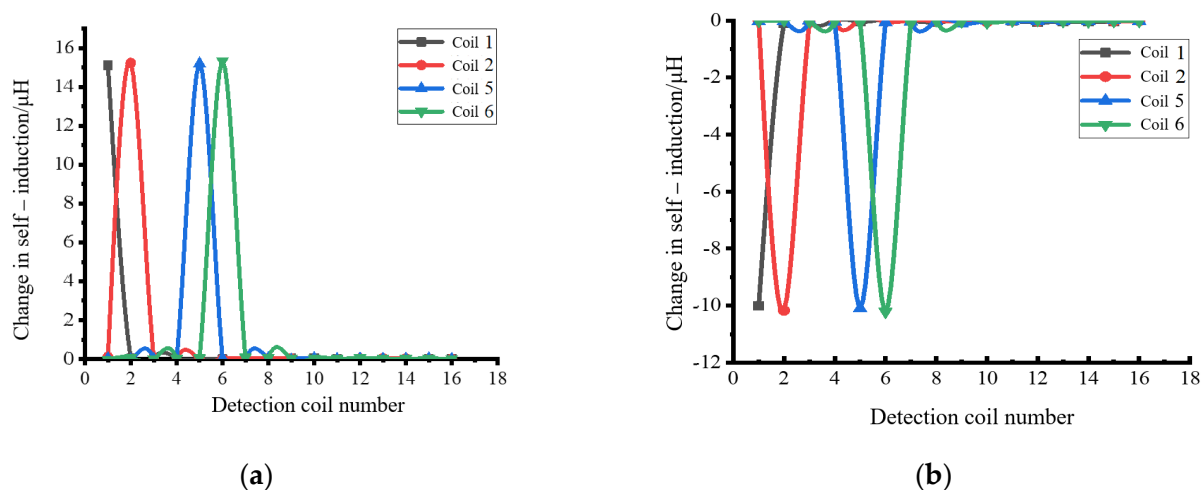 Change in self – induction/μH
16
14
12
10
8
6
4
2
0
0 2 4 6 8 10 12 14 16 18
Detection coil number
Coil 1
Coil 2
Coil 5
Coil 6
(a)
Change in self – induction/μH
0
-2
-4
-6
-8
-10
-12
0 2 4 6 8 10 12 14 16 18
Detection coil number
Coil 1
Coil 2
Coil 5
Coil 6
(b)